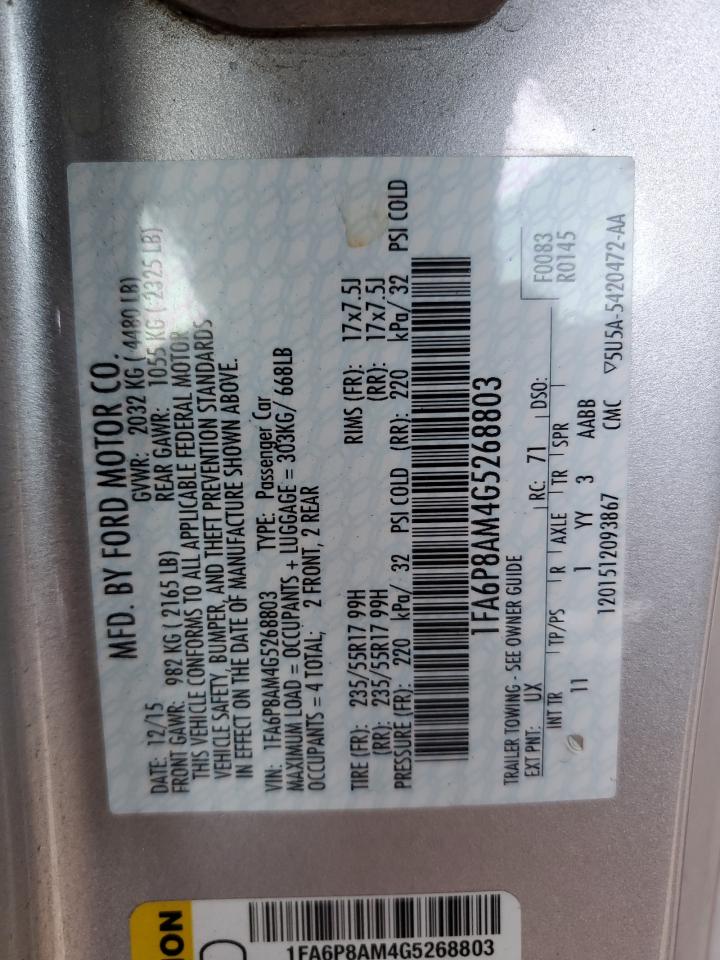 MFD. BY FORD MOTOR CO.
DATE: 12/15 GVWR: 2032 KG ( 4480 LB)
FRONT GAWR: 982 KG ( 2165 LB) REAR GAWR: 1055 KG ( 2325 LB)
THIS VEHICLE CONFORMS TO ALL APPLICABLE FEDERAL MOTOR
VEHICLE SAFETY, BUMPER, AND THEFT PREVENTION STANDARDS
IN EFFECT ON THE DATE OF MANUFACTURE SHOWN ABOVE.
VIN: 1FA6P8AM4G5268803 TYPE: Passenger Car
MAXIMUM LOAD = OCCUPANTS + LUGGAGE = 303KG/ 668LB
OCCUPANTS = 4 TOTAL; 2 FRONT, 2 REAR
TIRE (FR): 235/55R17 99H RIMS (FR): 17x7.5J
(RR): 235/55R17 99H (RR): 17x7.5J
PRESSURE (FR): 220 kPa/ 32 PSI COLD (RR): 220 kPa/ 32 PSI COLD
1FA6P8AM4G5268803
TRAILER TOWING - SEE OWNER GUIDE
EXT PNT: UX RC: 71 DSO: F0083
R0145
INT TR TP/PS R AXLE TR SPR
11 1 YY 3 AABB
1201512093867 CMC ▽5U5A-5420472-AA
ION
1FA6P8AM4G5268803